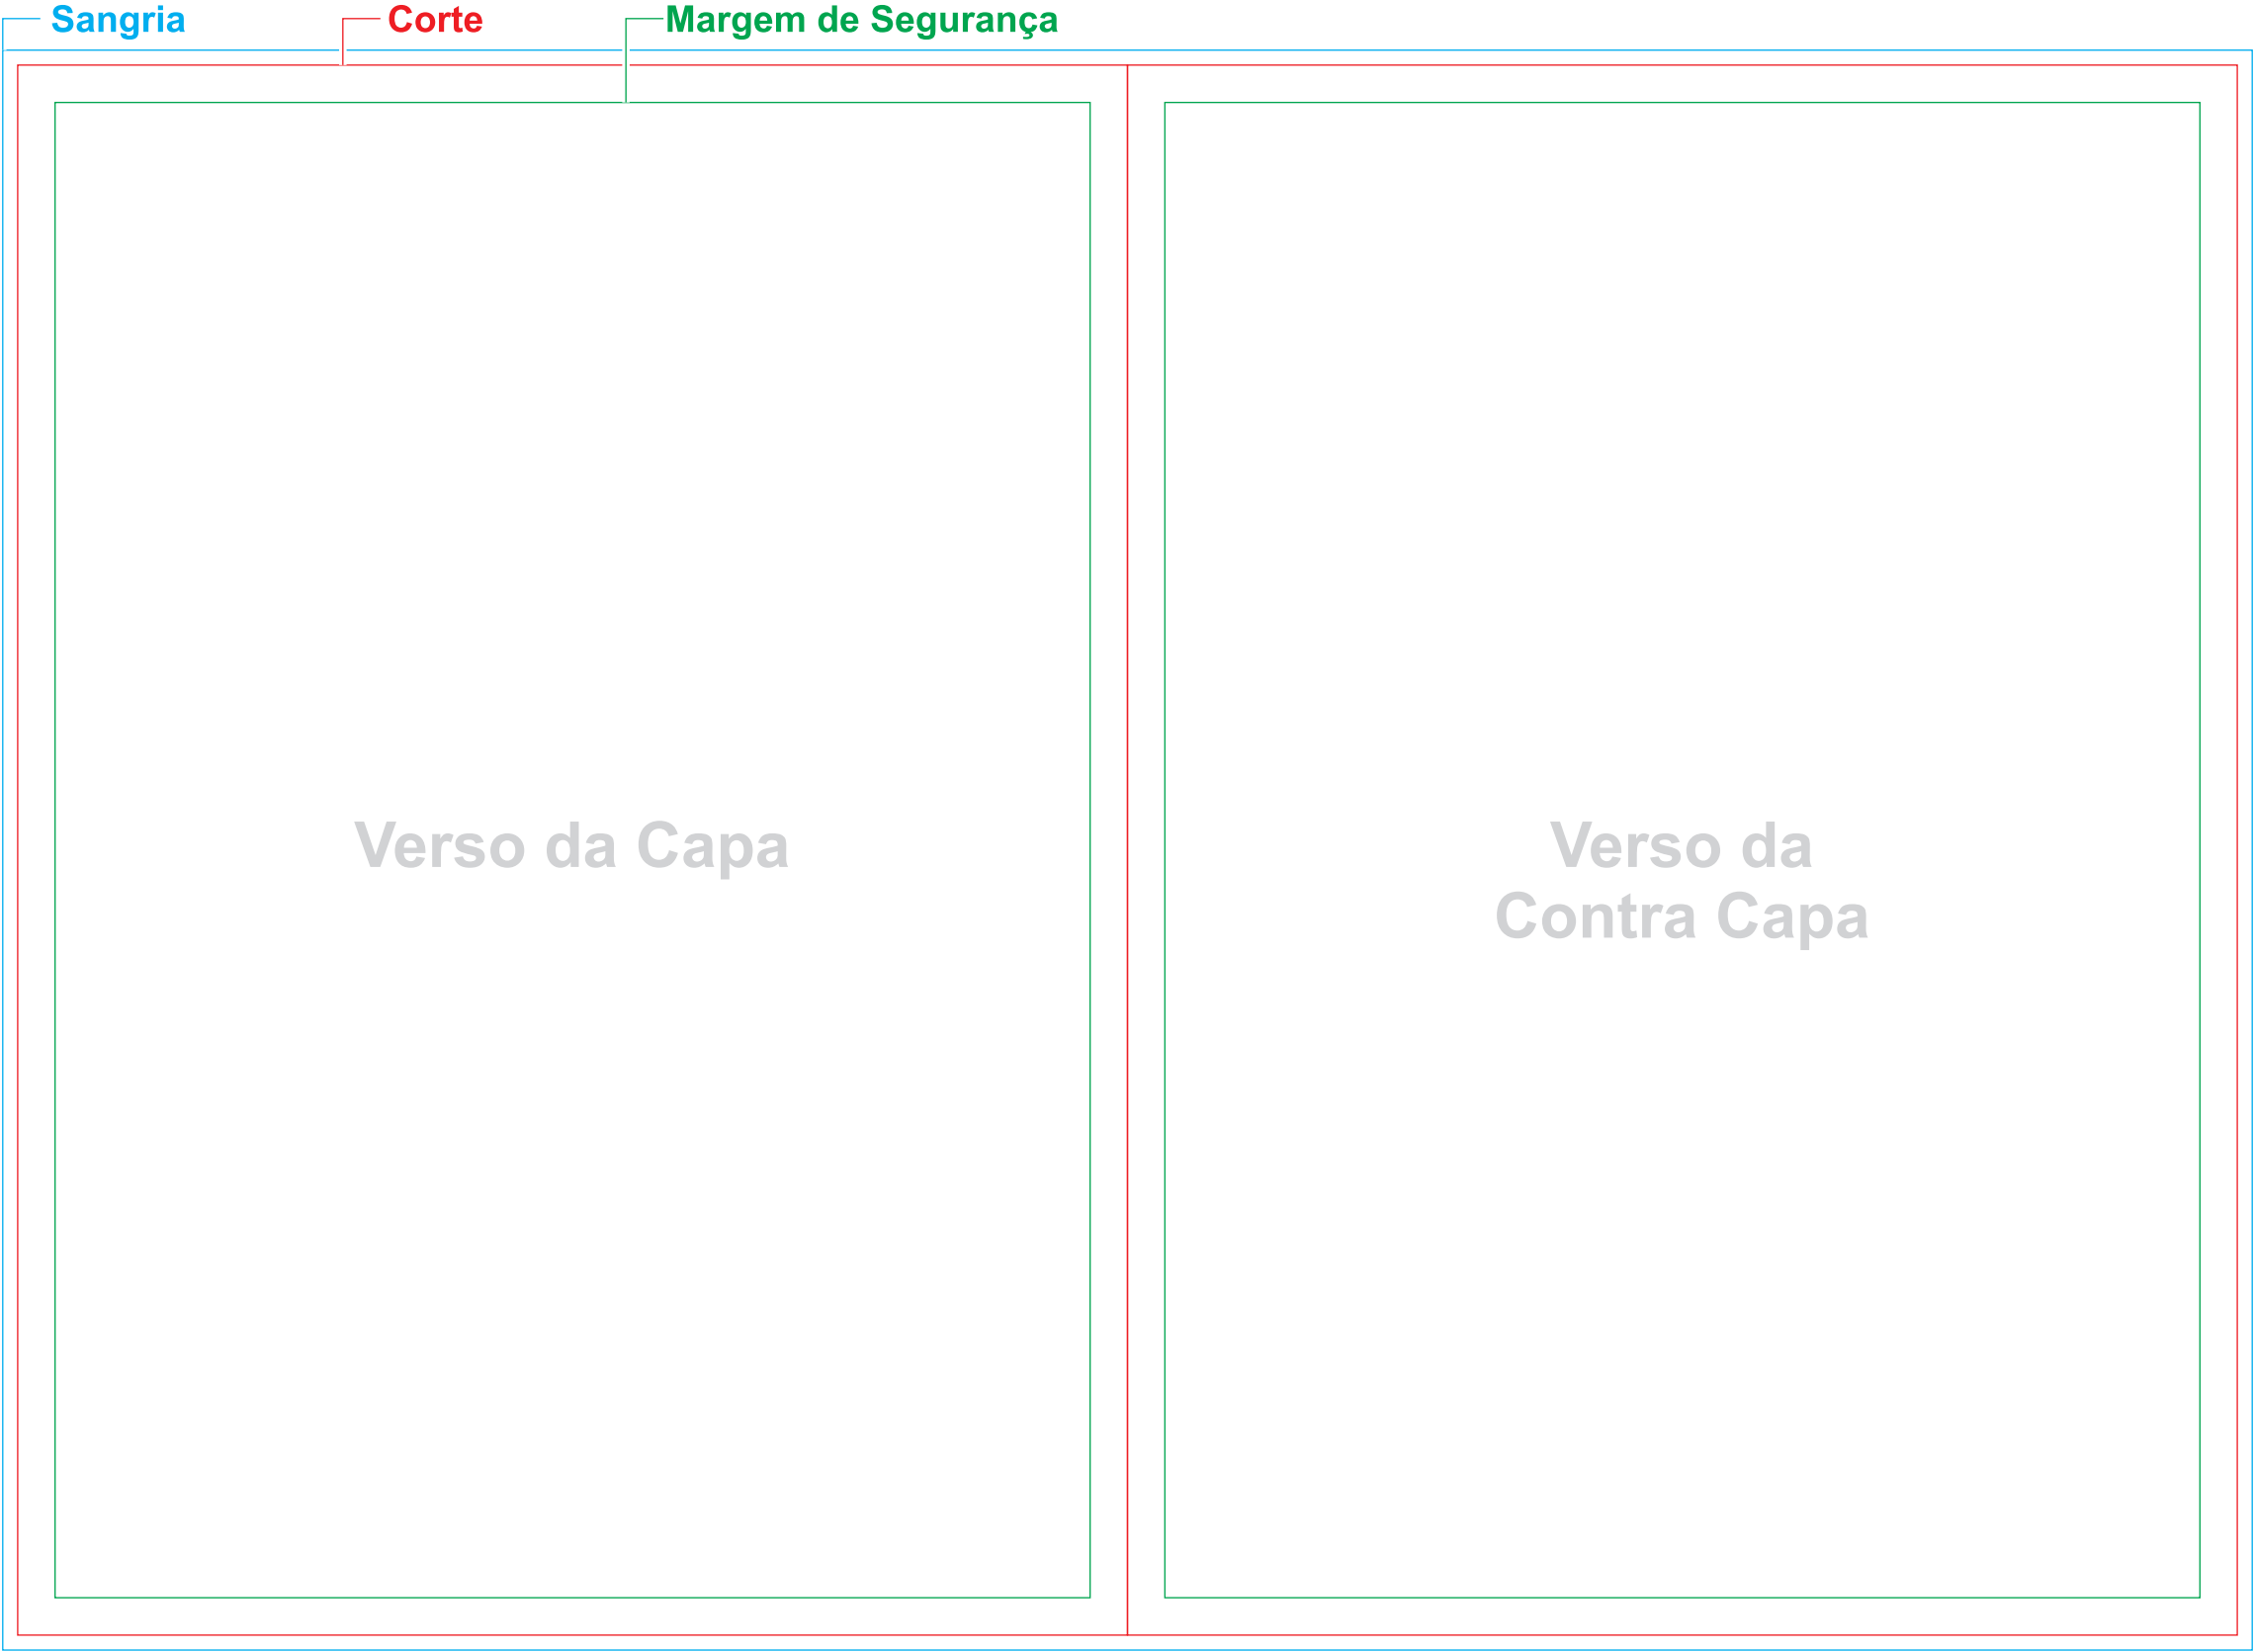 Sangria
Corte
Margem de Segurança
Verso da Capa
Verso da
Contra Capa